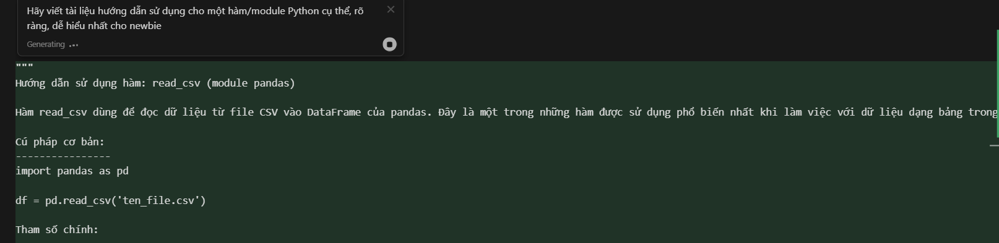 Hãy viết tài liệu hướng dẫn sử dụng cho một hàm/module Python cụ thể, rõ
ràng, dễ hiểu nhất cho newbie
Generating ...
"""
Hướng dẫn sử dụng hàm: read_csv (module pandas)
Hàm read_csv dùng để đọc dữ liệu từ file CSV vào DataFrame của pandas. Đây là một trong những hàm được sử dụng phổ biến nhất khi làm việc với dữ liệu dạng bảng trong
Cú pháp cơ bản:
----------------
import pandas as pd
df = pd.read_csv('ten_file.csv')
Tham số chính: